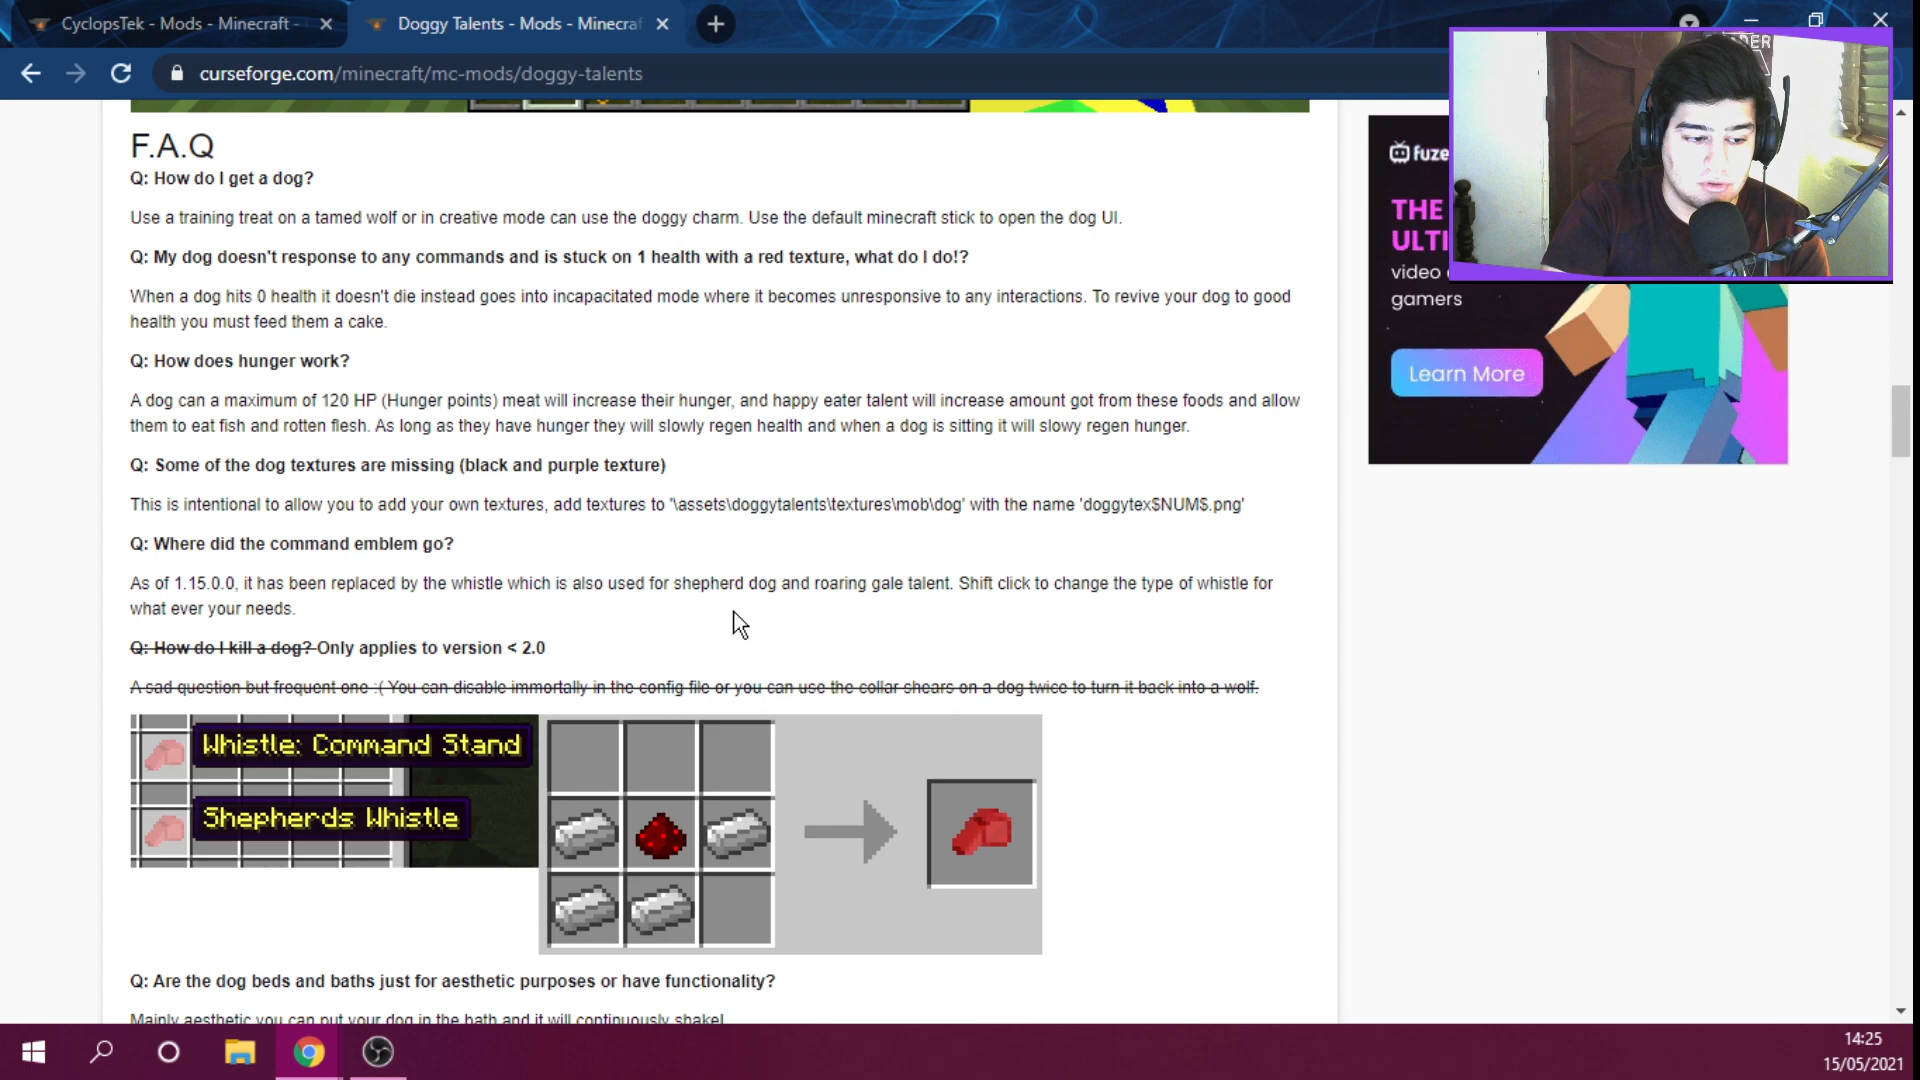 CyclopsTek - Mods - Minecraft -
Doggy Talents - Mods - Minecraf
curseforge.com/minecraft/mc-mods/doggy-talents
F.A.Q
Q: How do I get a dog?
Use a training treat on a tamed wolf or in creative mode can use the doggy charm. Use the default minecraft stick to open the dog UI.
Q: My dog doesn't response to any commands and is stuck on 1 health with a red texture, what do I do!?
When a dog hits 0 health it doesn't die instead goes into incapacitated mode where it becomes unresponsive to any interactions. To revive your dog to good
health you must feed them a cake.
Q: How does hunger work?
A dog can a maximum of 120 HP (Hunger points) meat will increase their hunger, and happy eater talent will increase amount got from these foods and allow
them to eat fish and rotten flesh. As long as they have hunger they will slowly regen health and when a dog is sitting it will slowy regen hunger.
Q: Some of the dog textures are missing (black and purple texture)
This is intentional to allow you to add your own textures, add textures to '\assets\doggytalents\textures\mob\dog' with the name 'doggytex$NUM$.png'
Q: Where did the command emblem go?
As of 1.15.0.0, it has been replaced by the whistle which is also used for shepherd dog and roaring gale talent. Shift click to change the type of whistle for
what ever your needs.
Q: How do I kill a dog? Only applies to version < 2.0
A sad question but frequent one :( You can disable immortally in the config file or you can use the collar shears on a dog twice to turn it back into a wolf.
Whistle: Command Stand
Shepherds Whistle
Q: Are the dog beds and baths just for aesthetic purposes or have functionality?
Mainly aesthetic you can put your dog in the bath and it will continuously shake!
fuze
THE
ULTI
video
gamers
Learn More
14:25
15/05/2021